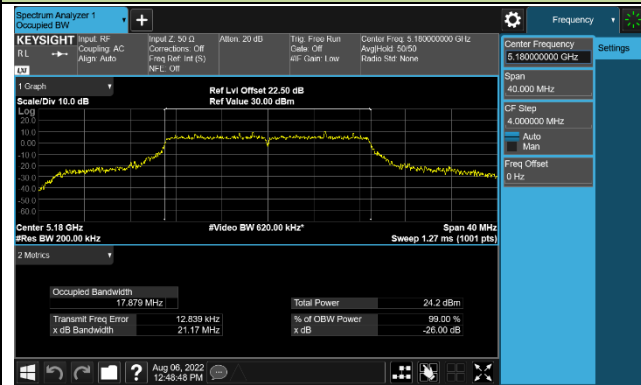 Spectrum Analyzer 1
Occupied BW
Frequency
KEYSIGHT
Input: RF
Coupling: AC
Align: Auto
Input Z: 50 Ω
Corrections: Off
Freq Ref: Int (S)
NFE: Off
Atten: 20 dB
Trig: Free Run
Gate: Off
#IF Gain: Low
Center Freq: 5.180000000 GHz
Avg|Hold: 50/50
Radio Std: None
RL
LXI
1 Graph
Scale/Div 10.0 dB
Ref Lvl Offset 22.50 dB
Ref Value 30.00 dBm
Log
20.0
10.0
0.00
-10.0
-20.0
-30.0
-40.0
-50.0
-60.0
Center 5.18 GHz
#Res BW 200.00 kHz
#Video BW 620.00 kHz*
Span 40 MHz
Sweep 1.27 ms (1001 pts)
2 Metrics
Occupied Bandwidth
17.879 MHz
Total Power
24.2 dBm
Transmit Freq Error
12.839 kHz
% of OBW Power
99.00 %
x dB Bandwidth
21.17 MHz
x dB
-26.00 dB
Aug 06, 2022
12:48:48 PM
Center Frequency
5.180000000 GHz
Settings
Span
40.000 MHz
CF Step
4.000000 MHz
Auto
Man
Freq Offset
0 Hz